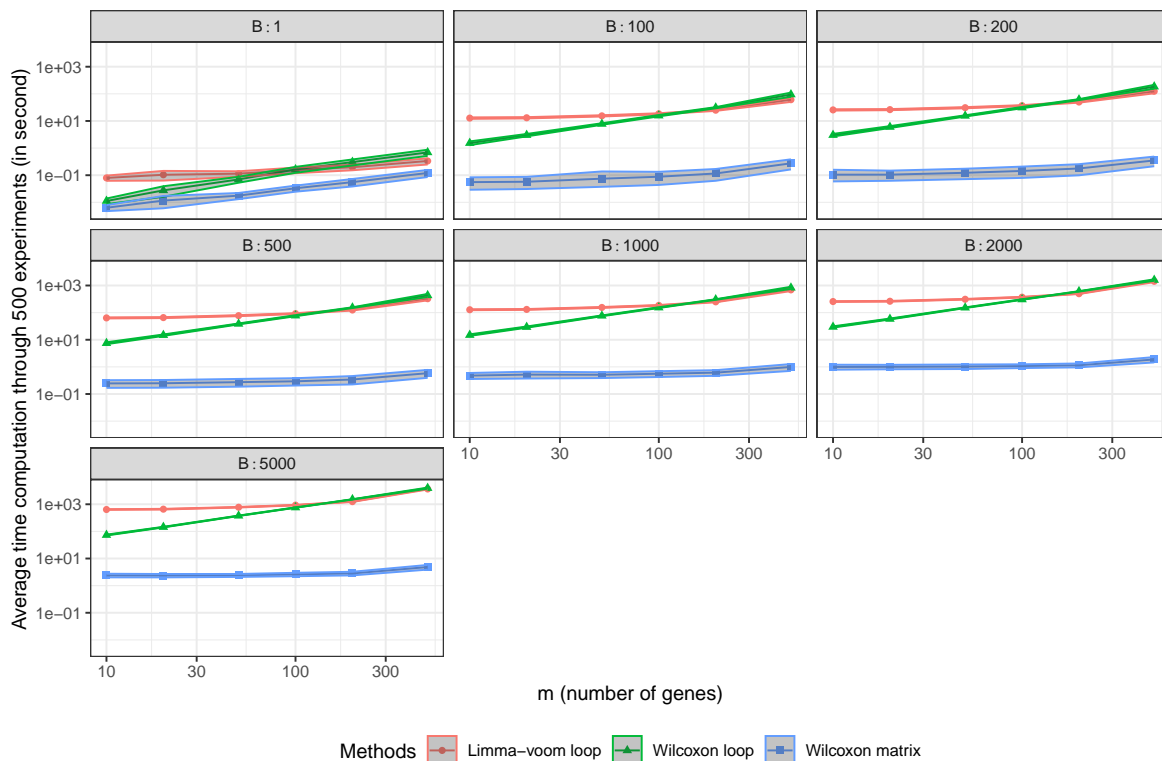 B : 1
B : 100
B : 200
1e+03
1e+01
1e−01
B : 500
B : 1000
B : 2000
1e+03
1e+01
1e−01
10
30
100
300
10
30
100
300
B : 5000
1e+03
1e+01
1e−01
10
30
100
300
Average time computation through 500 experiments (in second)
m (number of genes)
Methods
Limma−voom loop
Wilcoxon loop
Wilcoxon matrix